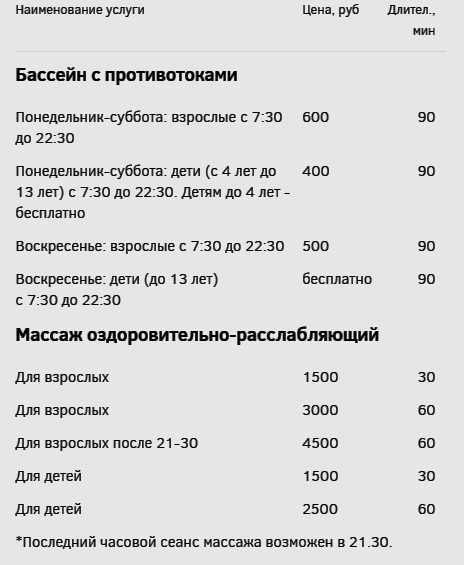 Наименование услуги Цена, руб Длител., мин
Бассейн с противотоками
Понедельник-суббота: взрослые с 7:30 600 90
до 22:30
Понедельник-суббота: дети (с 4 лет до 400 90
13 лет) с 7:30 до 22:30. Детям до 4 лет -
бесплатно
Воскресенье: взрослые с 7:30 до 22:30 500 90
Воскресенье: дети (до 13 лет) бесплатно 90
с 7:30 до 22:30
Массаж оздоровительно-расслабляющий
Для взрослых 1500 30
Для взрослых 3000 60
Для взрослых после 21-30 4500 60
Для детей 1500 30
Для детей 2500 60
*Последний часовой сеанс массажа возможен в 21.30.